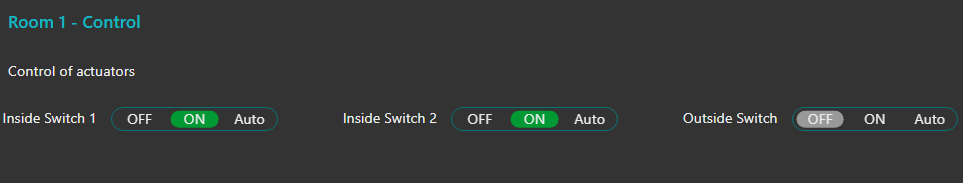 Room 1 - Control
Control of actuators
Inside Switch 1 OFF ON Auto Inside Switch 2 OFF ON Auto Outside Switch OFF ON Auto